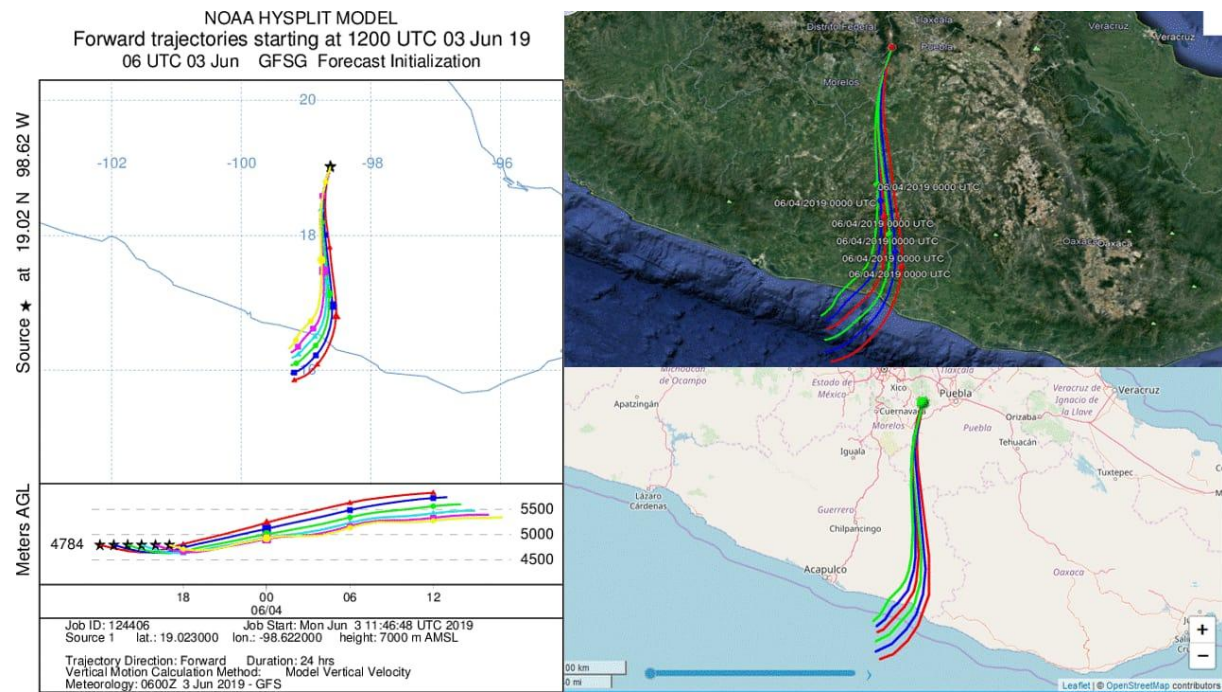 NOAA HYSPLIT MODEL
Forward trajectories starting at 1200 UTC 03 Jun 19
06 UTC 03 Jun GFSG Forecast Initialization
Source ★ at 19.02 N 98.62 W
20
-102
-100
-98
-96
18
Meters AGL
4784
5500
5000
4500
18
00
06
12
06/04
Job ID: 124406 Job Start: Mon Jun 3 11:46:48 UTC 2019
Source 1 lat.: 19.023000 lon.: -98.622000 height: 7000 m AMSL
Trajectory Direction: Forward Duration: 24 hrs
Vertical Motion Calculation Method: Model Vertical Velocity
Meteorology: 0600Z 3 Jun 2019 - GFS
Distrito Federal
Tlaxcala
Puebla
Veracruz
Veracruz
Morelos
06/04/2019 0000 UTC
06/04/2019 0000 UTC
06/04/2019 0000 UTC
06/04/2019 0000 UTC
06/04/2019 0000 UTC
06/04/2019 0000 UTC
Oaxaca
Oaxaca
Michoacán
de Ocampo
Estado de
México
Xico
Tlaxcala
Puebla
Veracruz de
Ignacio de
la Llave
Veracruz
Apatzingán
Cuernavaca
Morelos
Puebla
Orizaba
Tehuacán
Iguala
Tuxtepec
Lázaro
Cárdenas
Guerrero
Chilpancingo
Acapulco
Oaxaca
+
−
Leaflet | © OpenStreetMap contributors